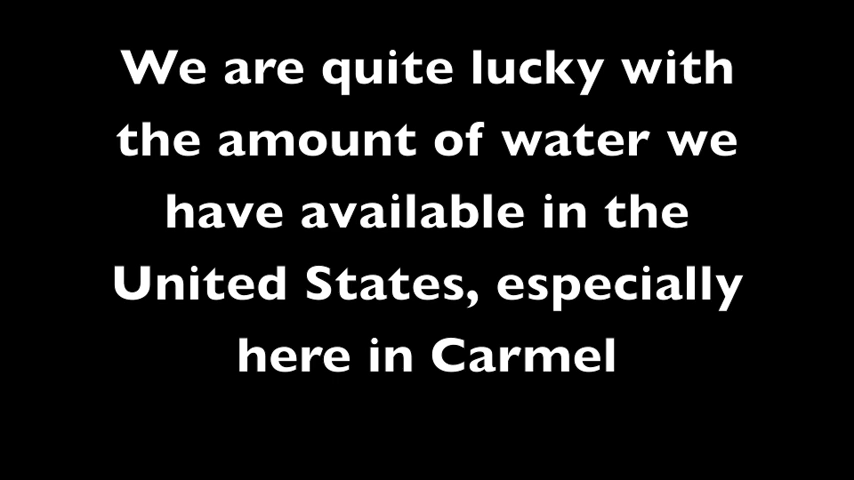 We are quite lucky with
the amount of water we
have available in the
United States, especially
here in Carmel